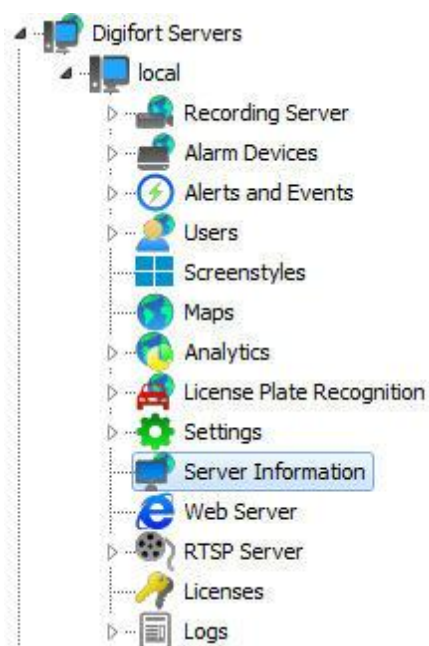 Digifort Servers
local
Recording Server
Alarm Devices
Alerts and Events
Users
Screenstyles
Maps
Analytics
License Plate Recognition
Settings
Server Information
Web Server
RTSP Server
Licenses
Logs